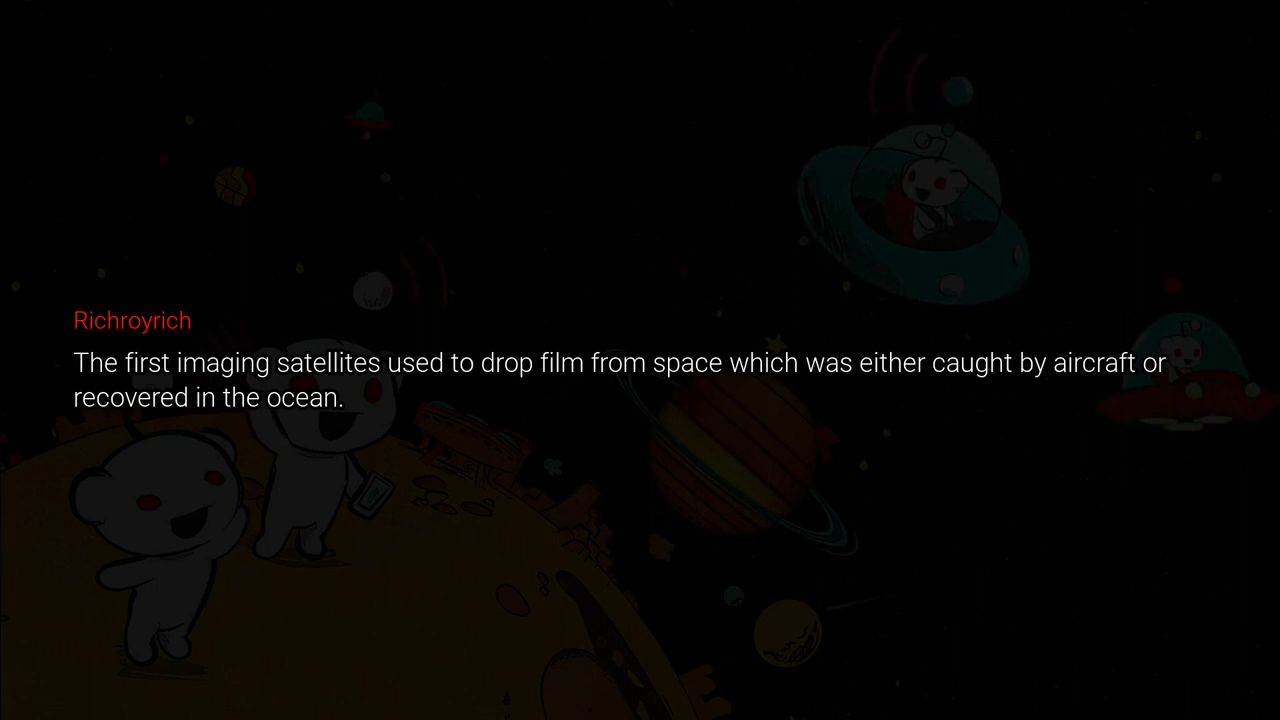 Richroyrich
The first imaging satellites used to drop film from space which was either caught by aircraft or
recovered in the ocean.